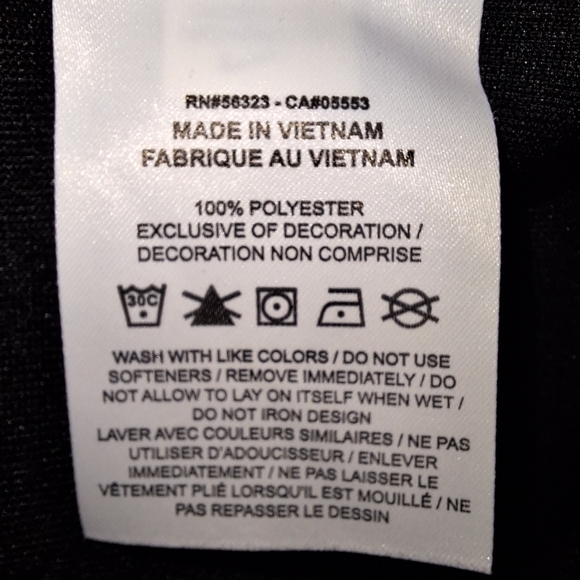 RN#56323 - CA#05553
MADE IN VIETNAM
FABRIQUE AU VIETNAM
100% POLYESTER
EXCLUSIVE OF DECORATION /
DECORATION NON COMPRISE
30C
WASH WITH LIKE COLORS / DO NOT USE
SOFTENERS / REMOVE IMMEDIATELY / DO
NOT ALLOW TO LAY ON ITSELF WHEN WET /
DO NOT IRON DESIGN
LAVER AVEC COULEURS SIMILAIRES / NE PAS
UTILISER D'ADOUCISSEUR / ENLEVER
IMMEDIATEMENT / NE PAS LAISSER LE
VÊTEMENT PLIÉ LORSQU'IL EST MOUILLÉ / NE
PAS REPASSER LE DESSIN